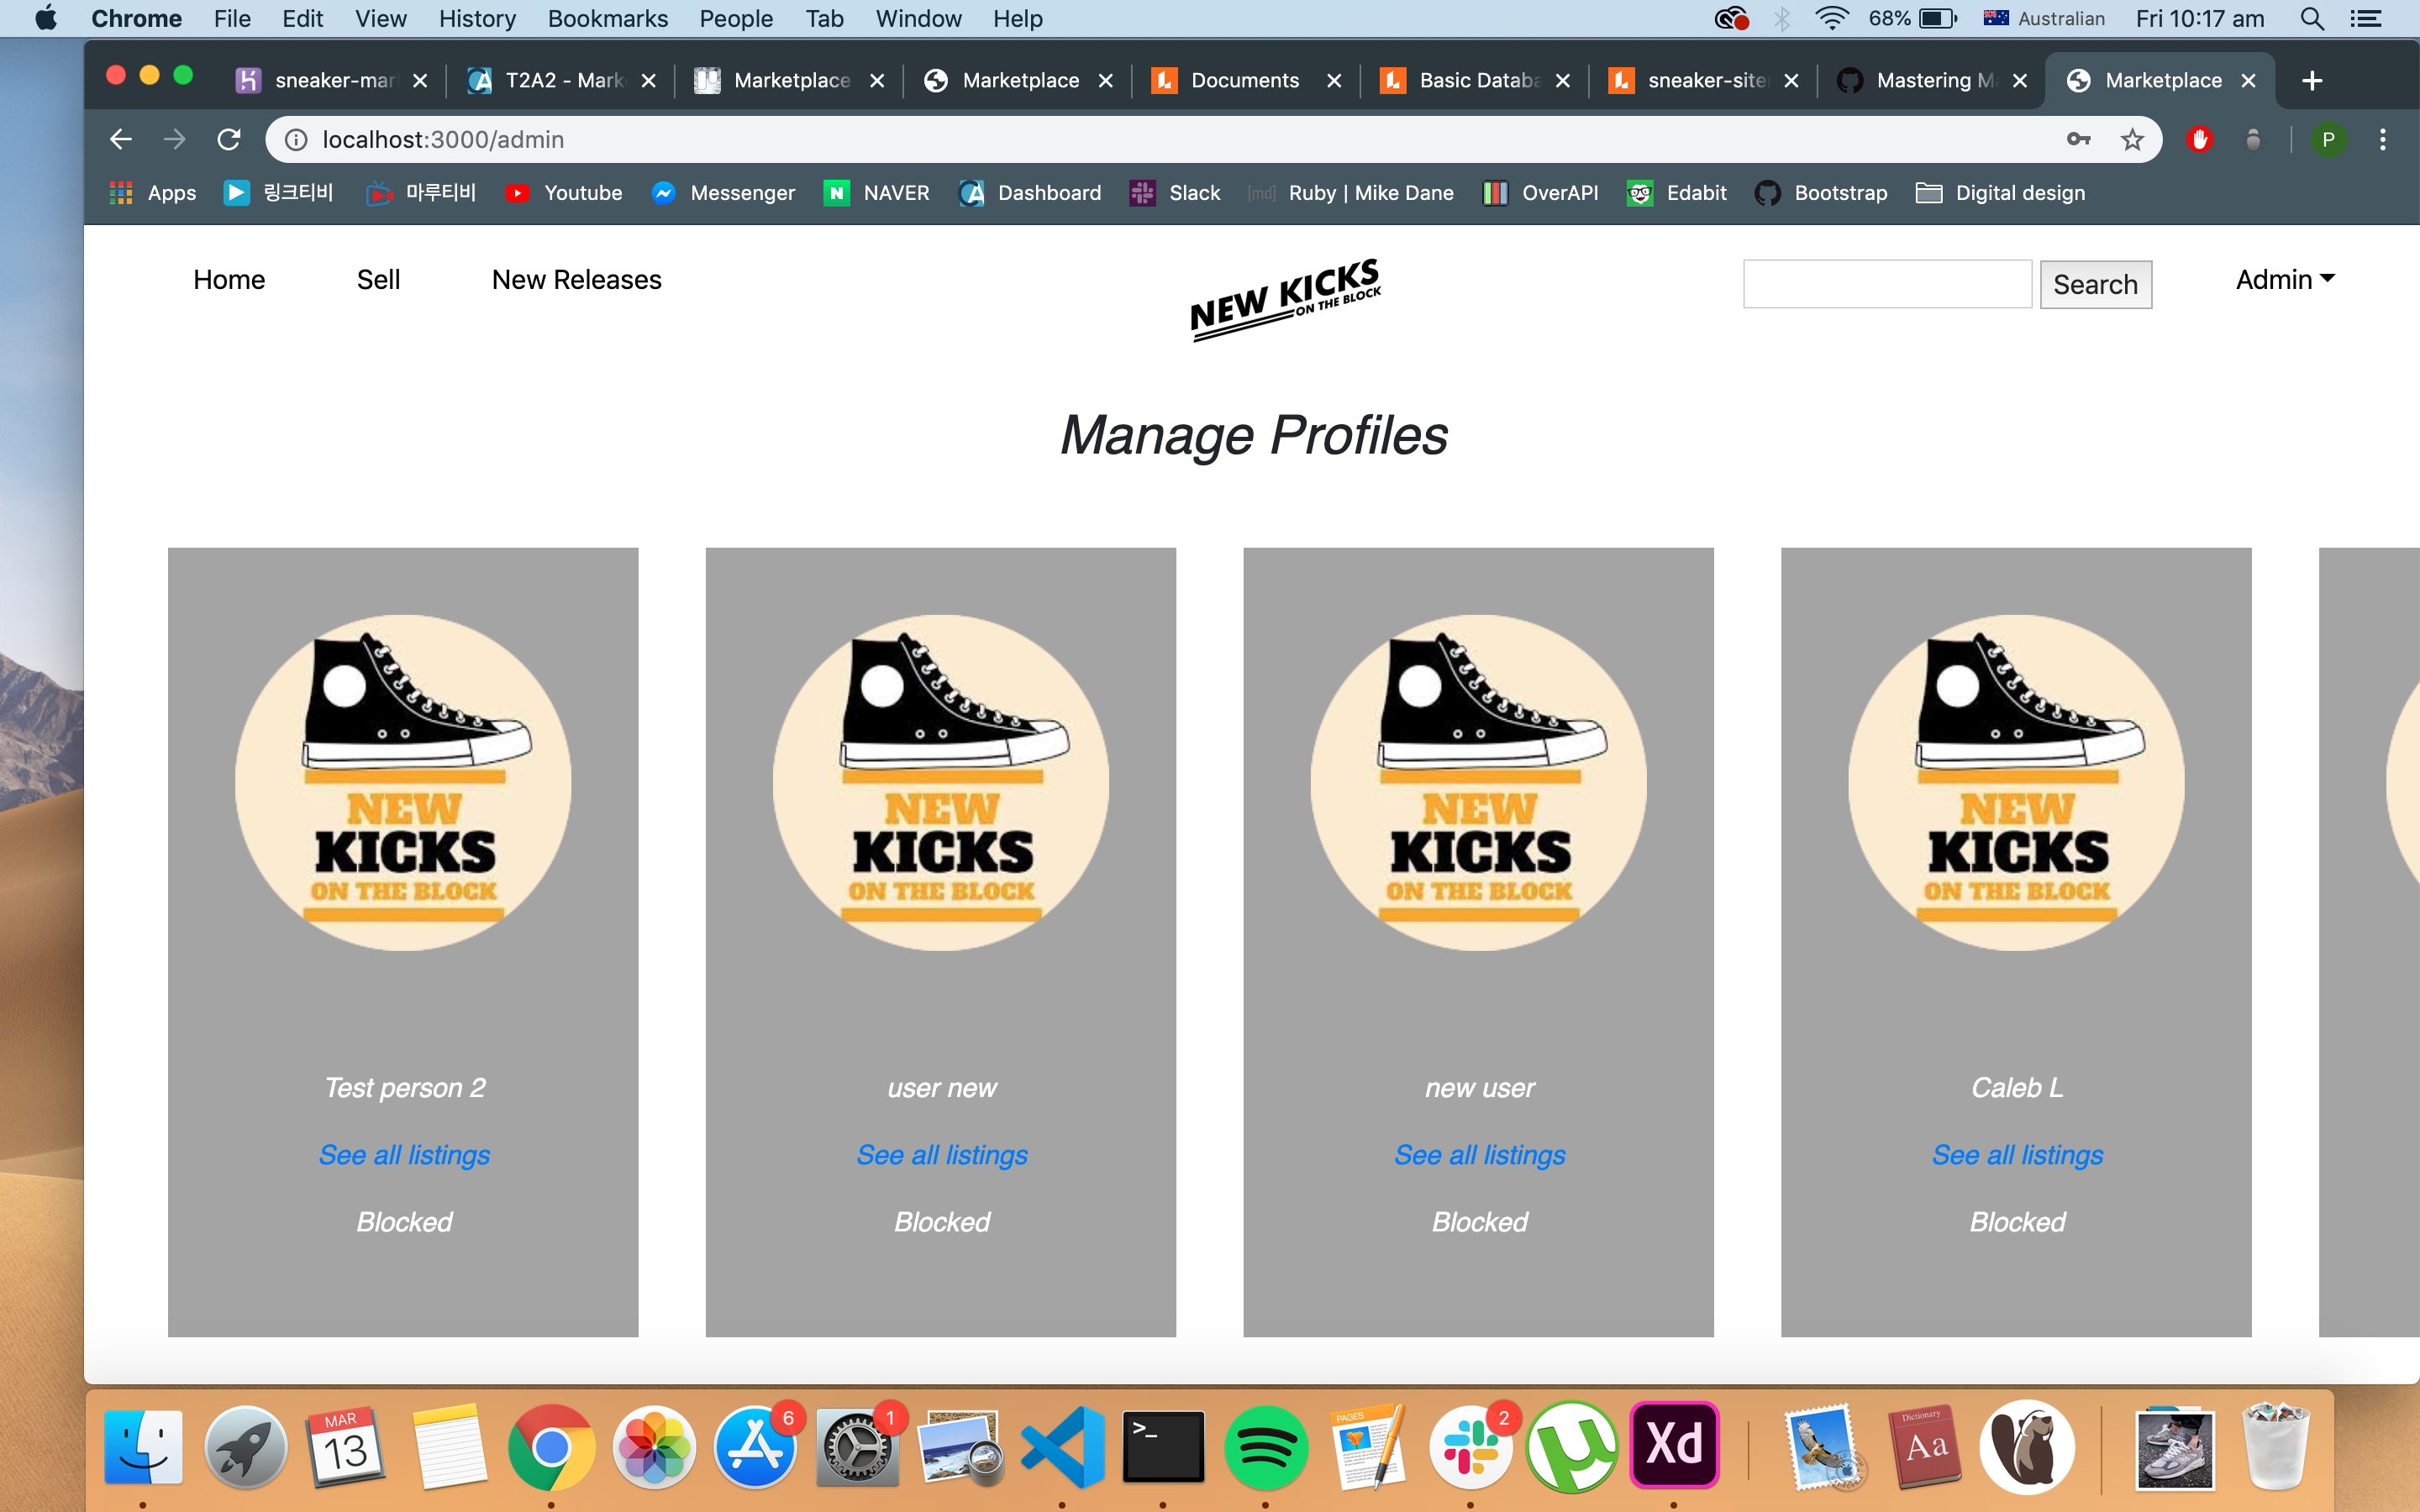 Chrome File Edit View History Bookmarks People Tab Window Help 68% Australian Fri 10:17 am
sneaker-mar T2A2 - Mark Marketplace Marketplace Documents Basic Databa sneaker-site Mastering M Marketplace
localhost:3000/admin P
Apps 링크티비 마루티비 Youtube Messenger NAVER Dashboard Slack [md] Ruby | Mike Dane OverAPI Edabit Bootstrap Digital design
Home Sell New Releases
NEW KICKS
ON THE BLOCK
Search Admin
Manage Profiles
NEW
KICKS
ON THE BLOCK
NEW
KICKS
ON THE BLOCK
NEW
KICKS
ON THE BLOCK
NEW
KICKS
ON THE BLOCK
Test person 2 user new new user Caleb L
See all listings See all listings See all listings See all listings
Blocked Blocked Blocked Blocked
MAR
13
6
1
>_
PAGES
2
Xd
Dictionary
Aa